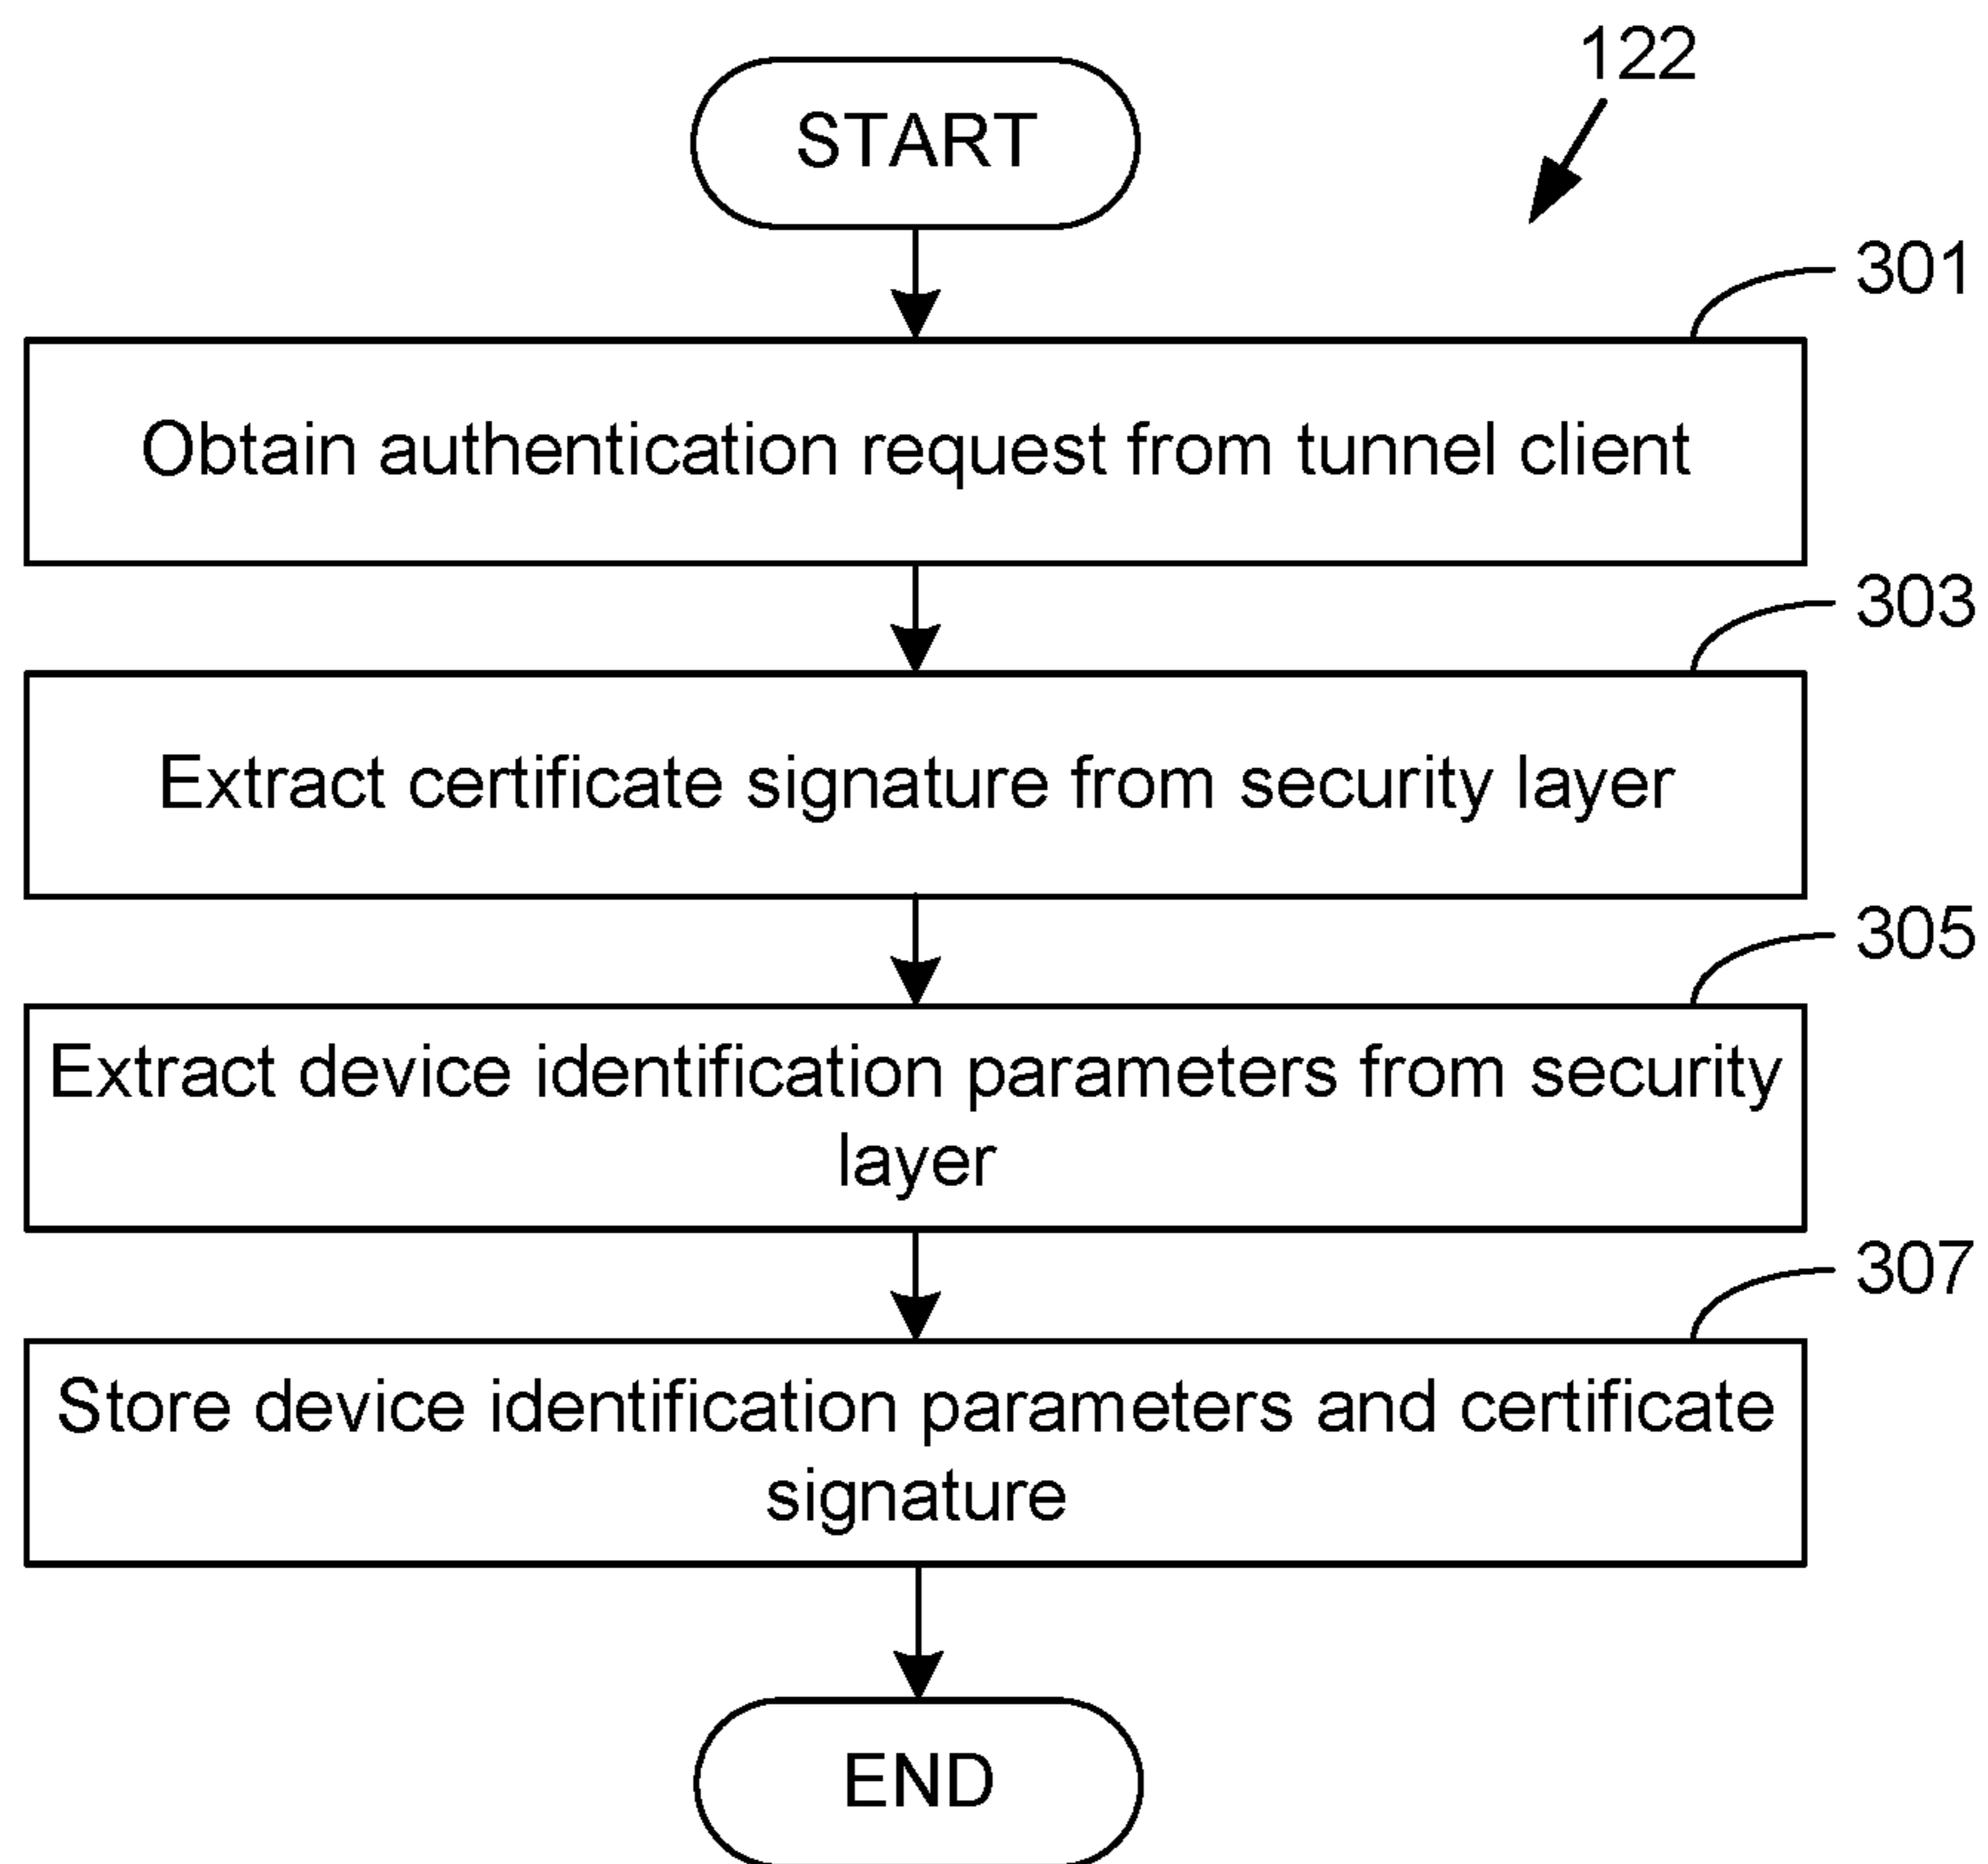 122
START
301
Obtain authentication request from tunnel client
303
Extract certificate signature from security layer
305
Extract device identification parameters from security
layer
307
Store device identification parameters and certificate
signature
END